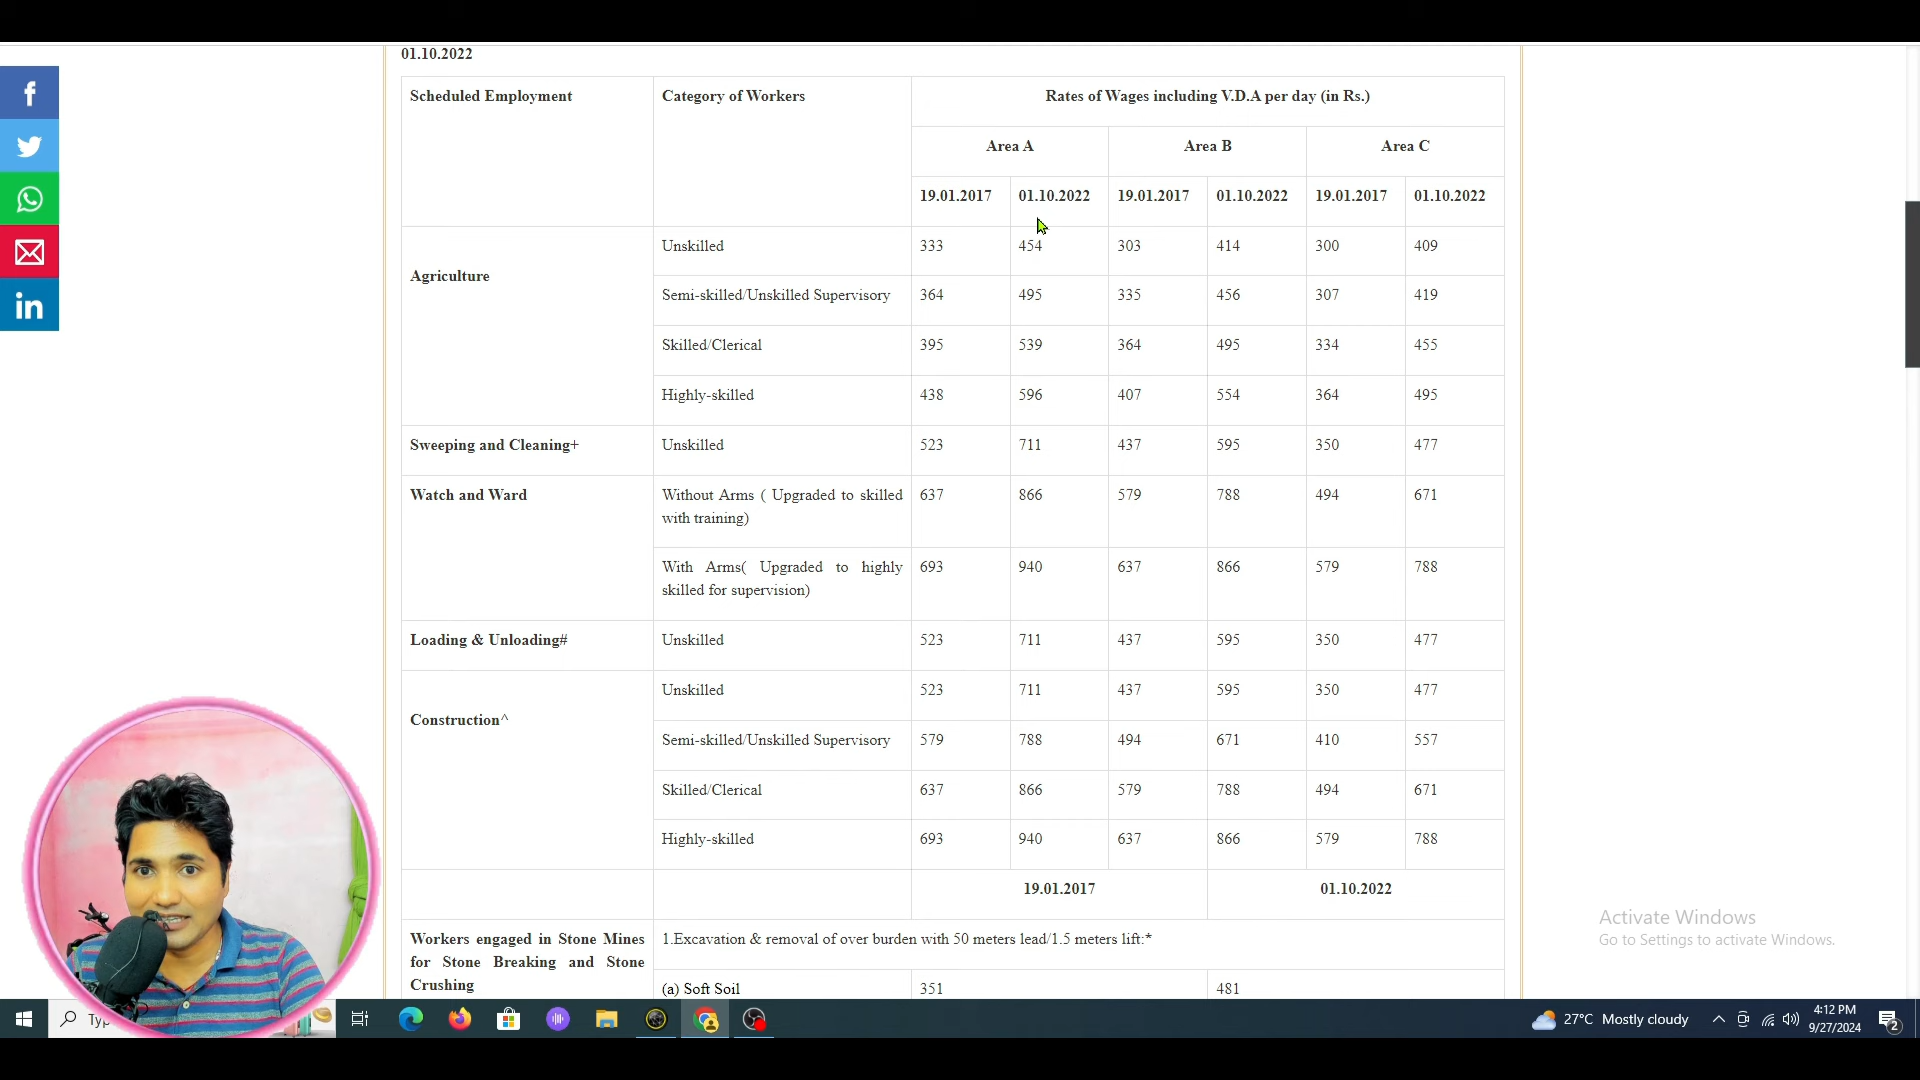 01.10.2022
Scheduled Employment
Category of Workers
Rates of Wages including V.D.A per day (in Rs.)
Area A
Area B
Area C
19.01.2017 01.10.2022 19.01.2017 01.10.2022 19.01.2017 01.10.2022
Agriculture
Unskilled 333 454 303 414 300 409
Semi-skilled/Unskilled Supervisory 364 495 335 456 307 419
Skilled/Clerical 395 539 364 495 334 455
Highly-skilled 438 596 407 554 364 495
Sweeping and Cleaning+ Unskilled 523 711 437 595 350 477
Watch and Ward Without Arms ( Upgraded to skilled 637 866 579 788 494 671
with training)
With Arms( Upgraded to highly 693 940 637 866 579 788
skilled for supervision)
Loading & Unloading# Unskilled 523 711 437 595 350 477
Construction^
Unskilled 523 711 437 595 350 477
Semi-skilled/Unskilled Supervisory 579 788 494 671 410 557
Skilled/Clerical 637 866 579 788 494 671
Highly-skilled 693 940 637 866 579 788
19.01.2017 01.10.2022
Workers engaged in Stone Mines
for Stone Breaking and Stone
Crushing
1.Excavation & removal of over burden with 50 meters lead/1.5 meters lift:*
(a) Soft Soil 351 481
Activate Windows
Go to Settings to activate Windows.
Typ
27°C Mostly cloudy
4:12 PM
9/27/2024
2